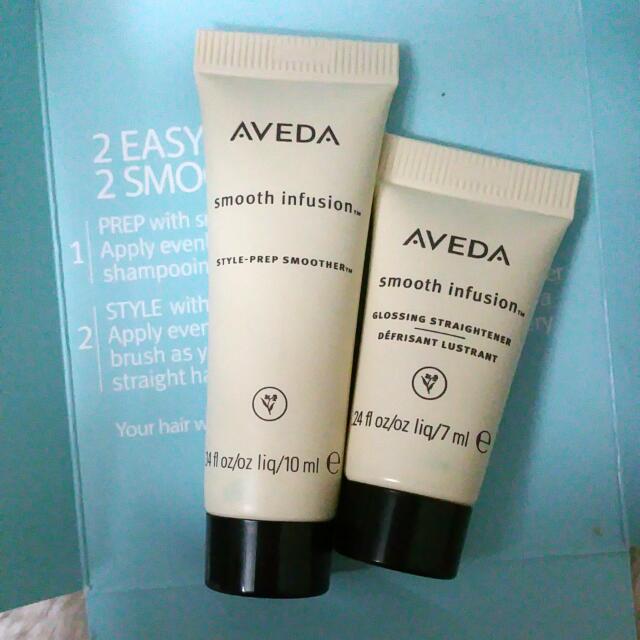 2 EASY
2 SMO
1
PREP with
Apply even
shampooin
2
STYLE with
Apply ever
brush as y
straight ha
Your hair w
AVEDA
smooth infusion™
STYLE-PREP SMOOTHER™
fl oz/oz liq/10 ml e
AVEDA
smooth infusion™
GLOSSING STRAIGHTENER
DÉFRISANT LUSTRANT
.24 fl oz/oz liq/7 ml e